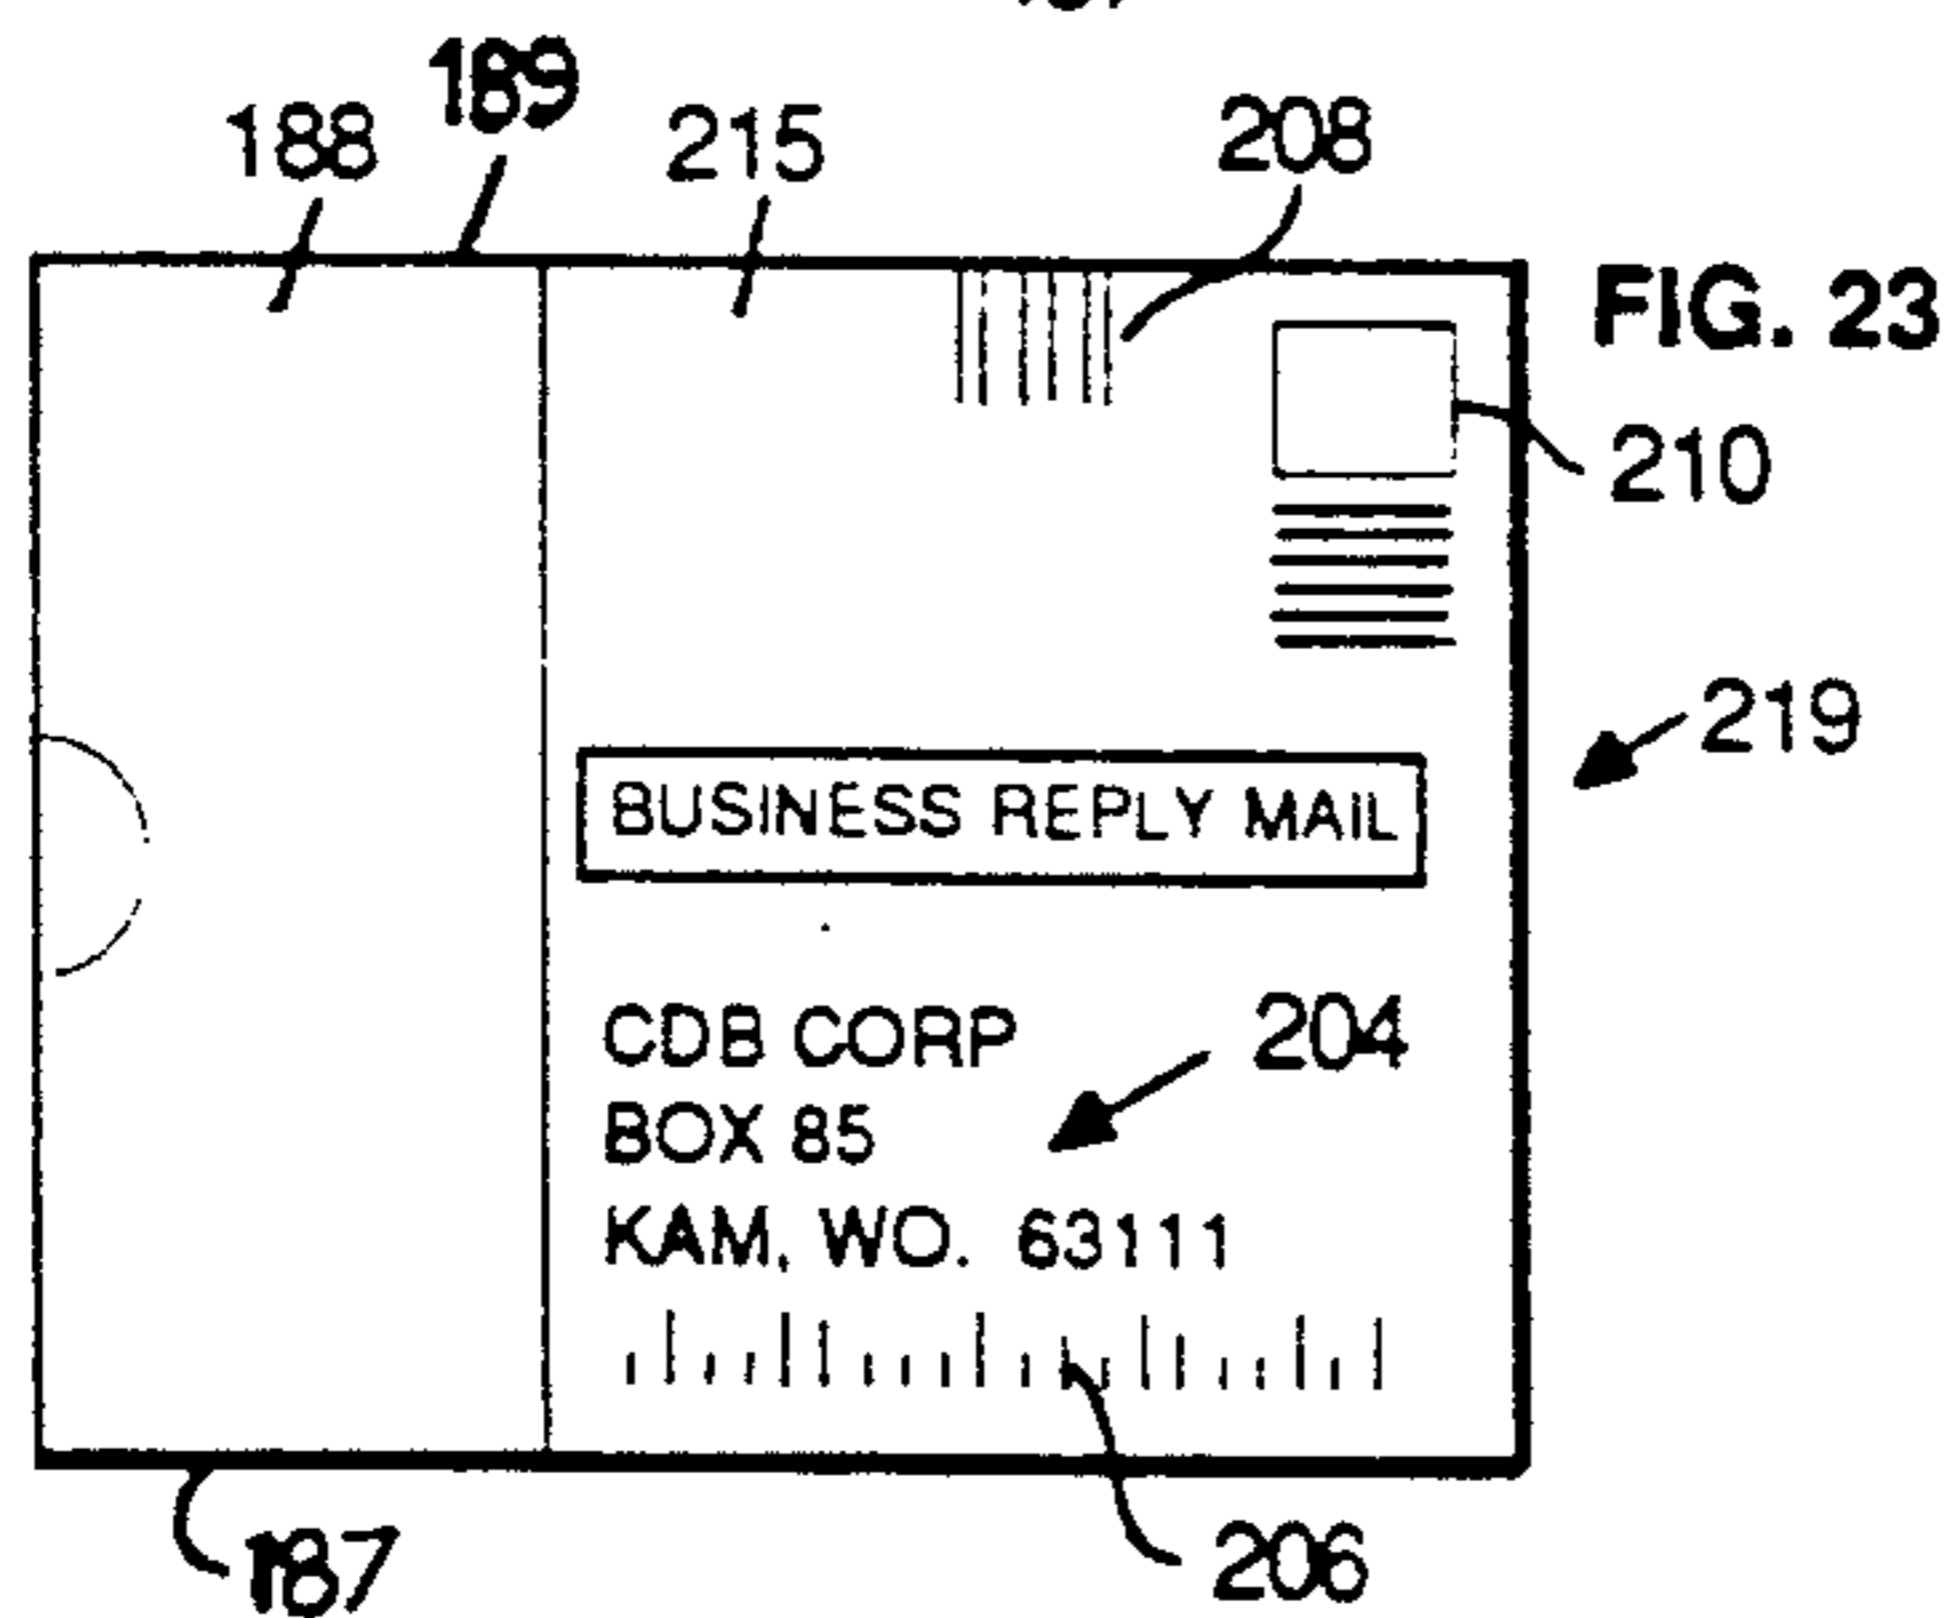 189
188
215
208
FIG. 23
210
219
BUSINESS REPLY MAIL
CDB CORP
204
BOX 85
KAM, WO. 63111
187
206